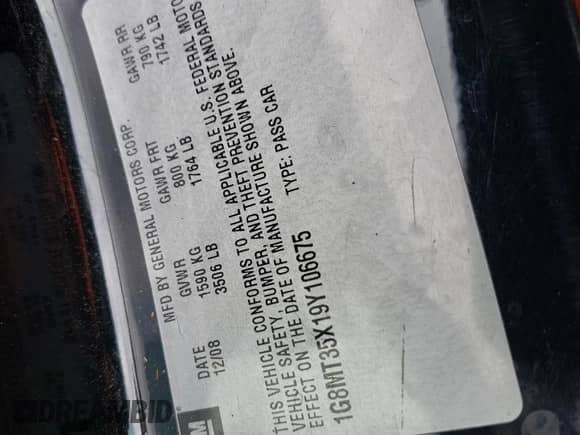 MFD BY GENERAL MOTORS CORP.
DATE GVWR GAWR FRT GAWR RR
12/08 1590 KG 800 KG 790 KG
3506 LB 1764 LB 1742 LB
THIS VEHICLE CONFORMS TO ALL APPLICABLE U.S. FEDERAL MOTOR
VEHICLE SAFETY, BUMPER, AND THEFT PREVENTION STANDARDS
EFFECT ON THE DATE OF MANUFACTURE SHOWN ABOVE.
1G8MT35X19Y106675 TYPE: PASS CAR
GM
DREAMBID